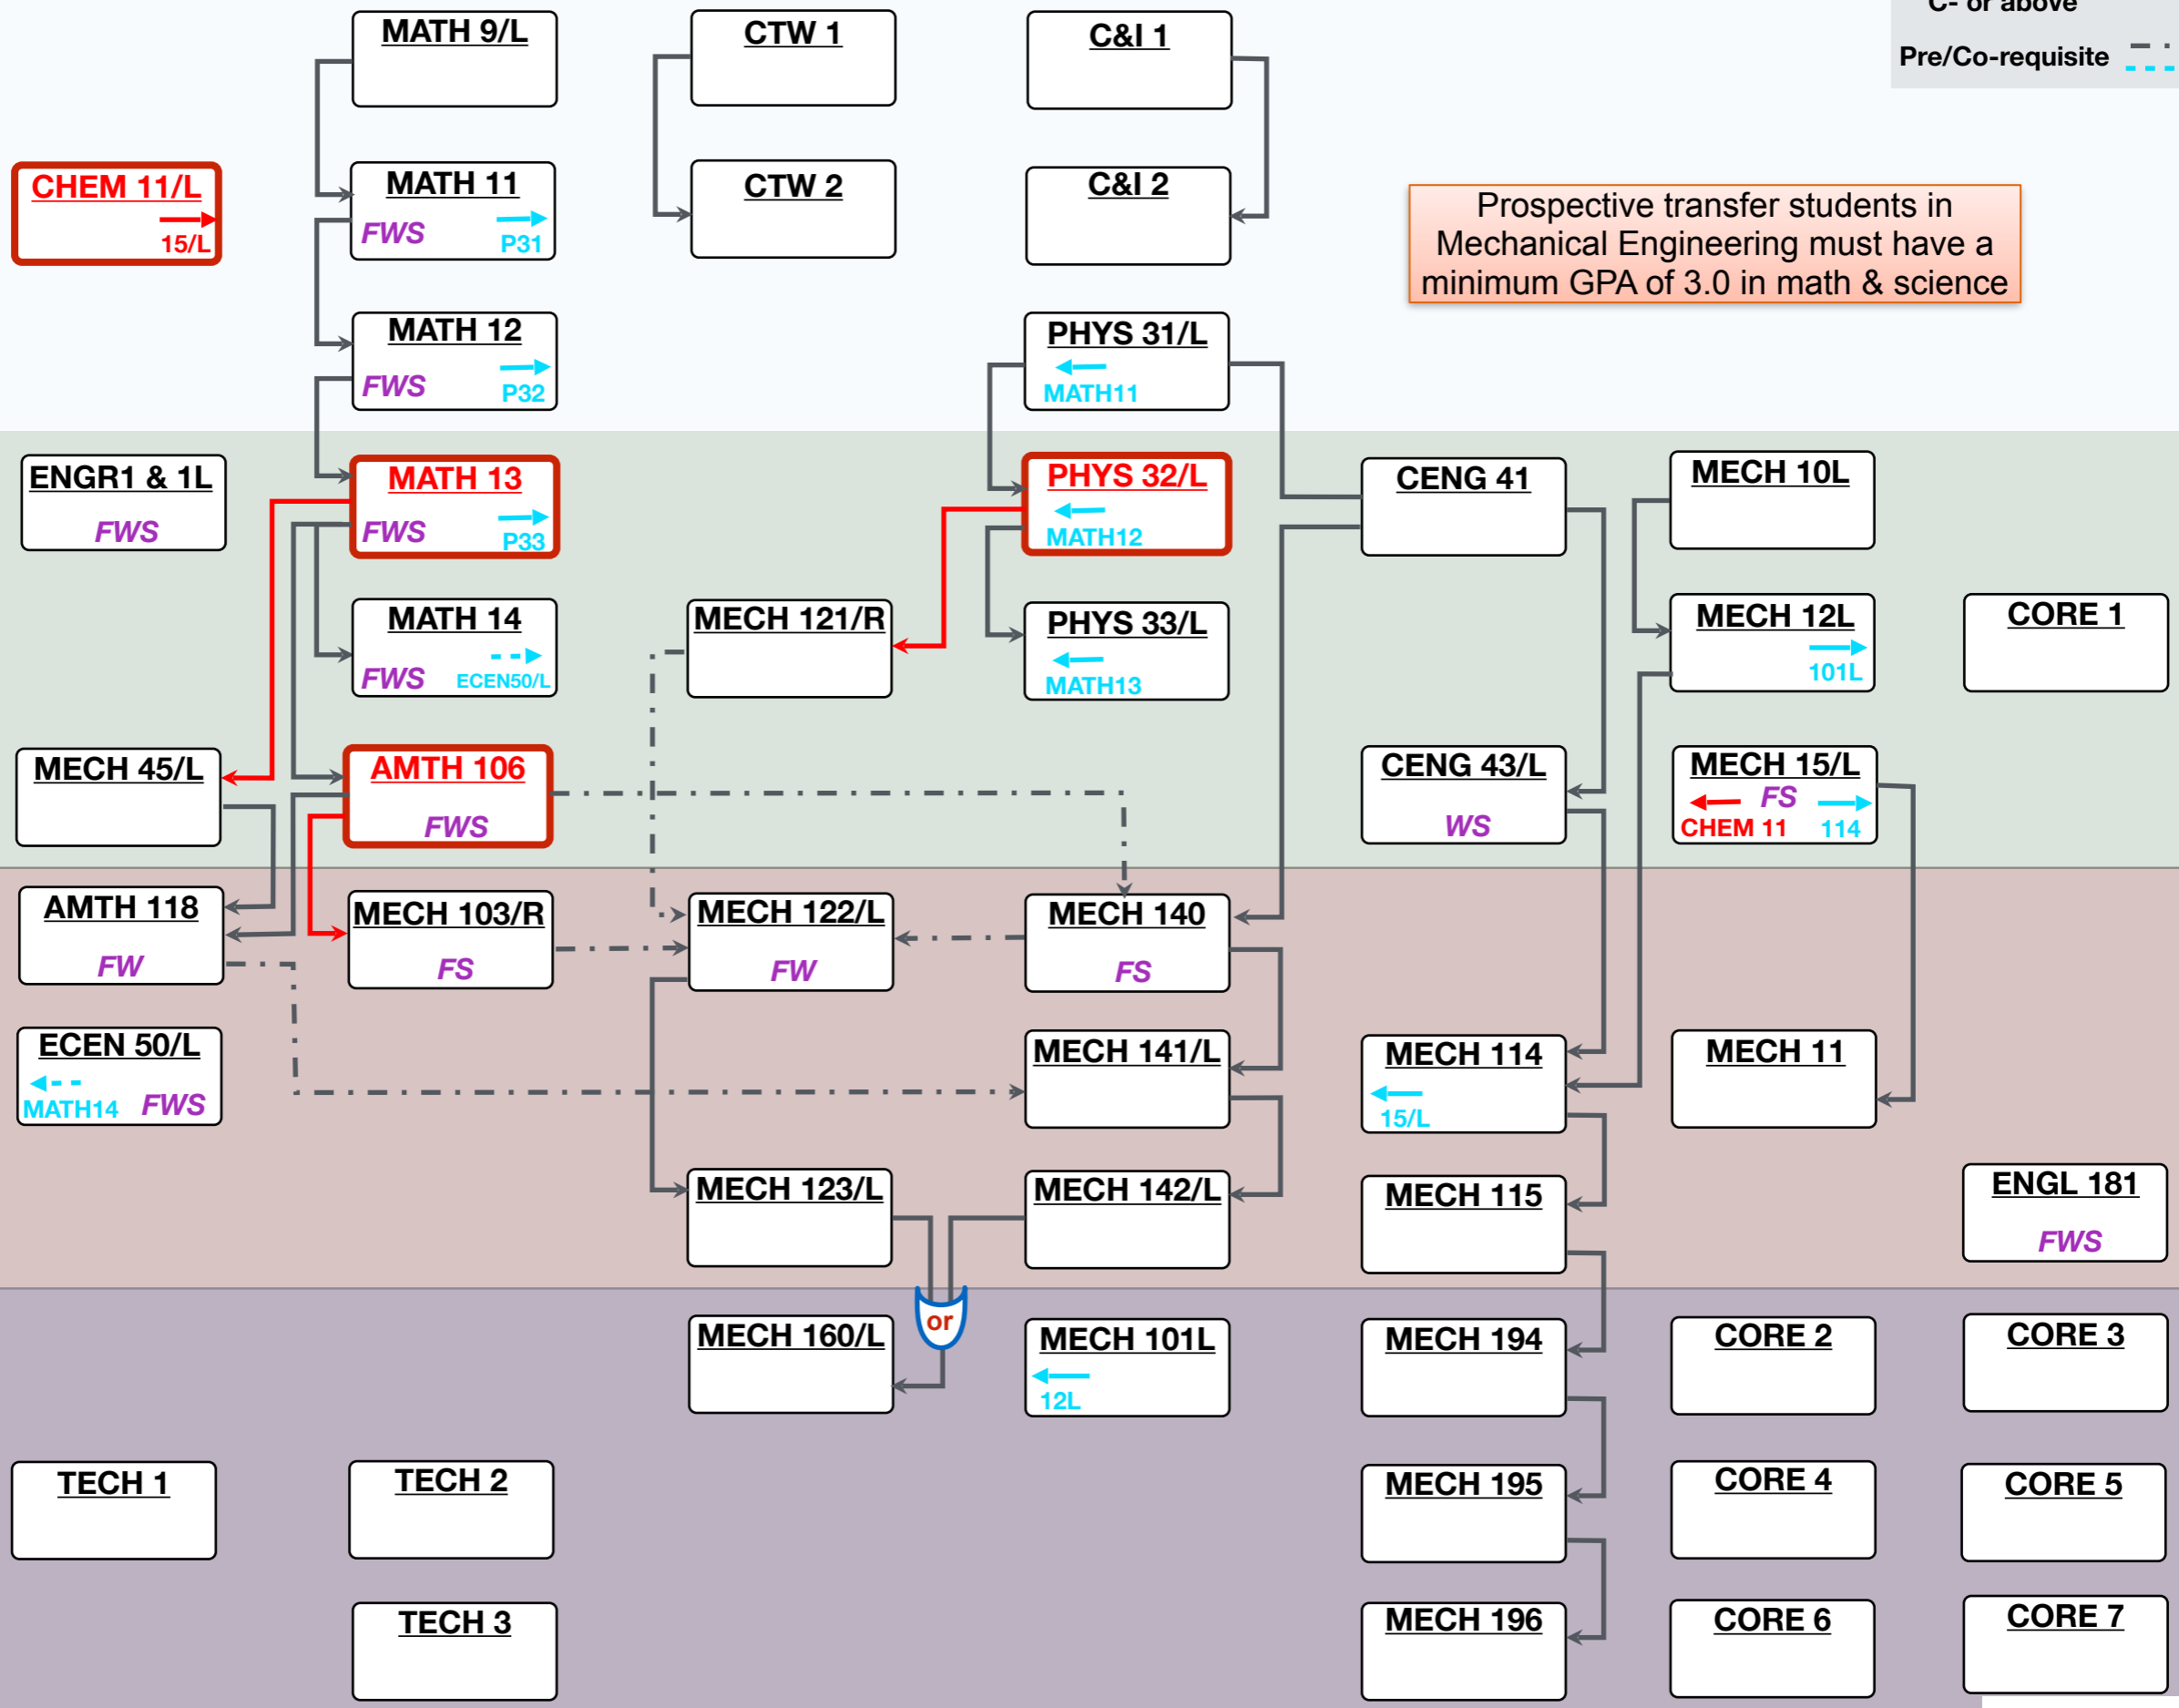 C- or above
Pre/Co-requisite
MATH 9/L
CTW 1
C&I 1
CHEM 11/L
15/L
MATH 11
FWS
P31
CTW 2
C&I 2
Prospective transfer students in
Mechanical Engineering must have a
minimum GPA of 3.0 in math & science
MATH 12
FWS
P32
PHYS 31/L
MATH11
ENGR1 & 1L
FWS
MATH 13
FWS
P33
PHYS 32/L
MATH12
CENG 41
MECH 10L
MATH 14
FWS
ECEN50/L
MECH 121/R
PHYS 33/L
MATH13
MECH 12L
101L
CORE 1
MECH 45/L
AMTH 106
FWS
CENG 43/L
WS
MECH 15/L
FS
CHEM 11
114
AMTH 118
FW
MECH 103/R
FS
MECH 122/L
FW
MECH 140
FS
ECEN 50/L
MATH14
FWS
MECH 141/L
MECH 114
15/L
MECH 11
MECH 123/L
MECH 142/L
MECH 115
ENGL 181
FWS
or
MECH 160/L
MECH 101L
12L
MECH 194
CORE 2
CORE 3
TECH 1
TECH 2
MECH 195
CORE 4
CORE 5
TECH 3
MECH 196
CORE 6
CORE 7